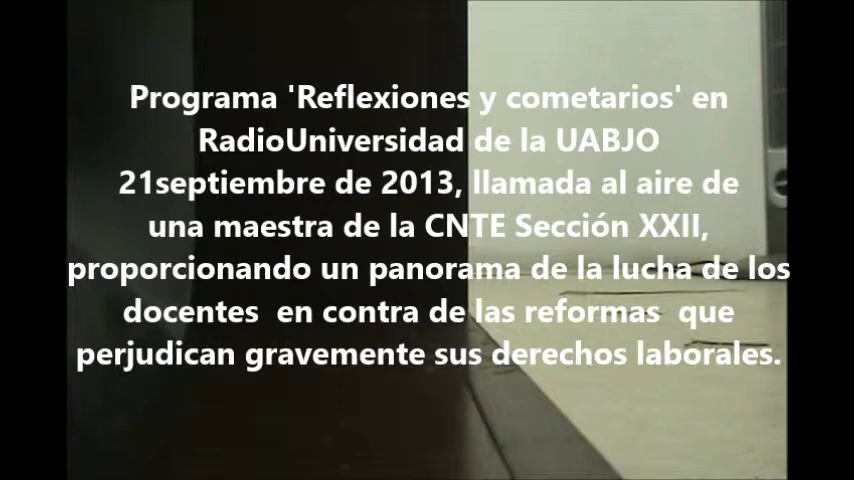 Programa 'Reflexiones y cometarios' en
RadioUniversidad de la UABJO
21septiembre de 2013, llamada al aire de
una maestra de la CNTE Sección XXII,
proporcionando un panorama de la lucha de los
docentes  en contra de las reformas  que
perjudican gravemente sus derechos laborales.